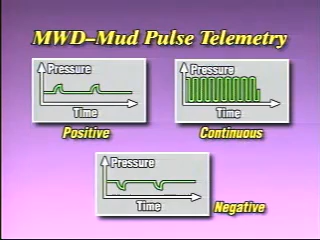 MWD–Mud Pulse Telemetry
Pressure
Time
Positive
Pressure
Time
Continuous
Pressure
Time
Negative